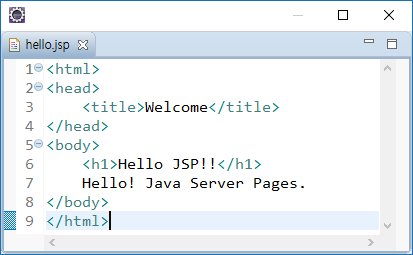 hello.jsp
1 <html>
2 <head>
3     <title>Welcome</title>
4 </head>
5 <body>
6     <h1>Hello JSP!!</h1>
7     Hello! Java Server Pages.
8 </body>
9 </html>